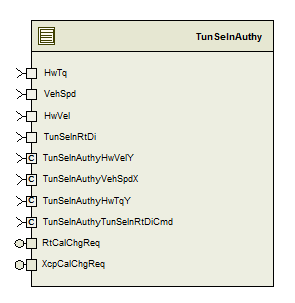 TunSelnAuthy
HwTq
VehSpd
HwVel
TunSelnRtDi
C TunSelnAuthyHwVelY
C TunSelnAuthyVehSpdX
C TunSelnAuthyHwTqY
C TunSelnAuthyTunSelnRtDiCmd
RtCalChgReq
XcpCalChgReq